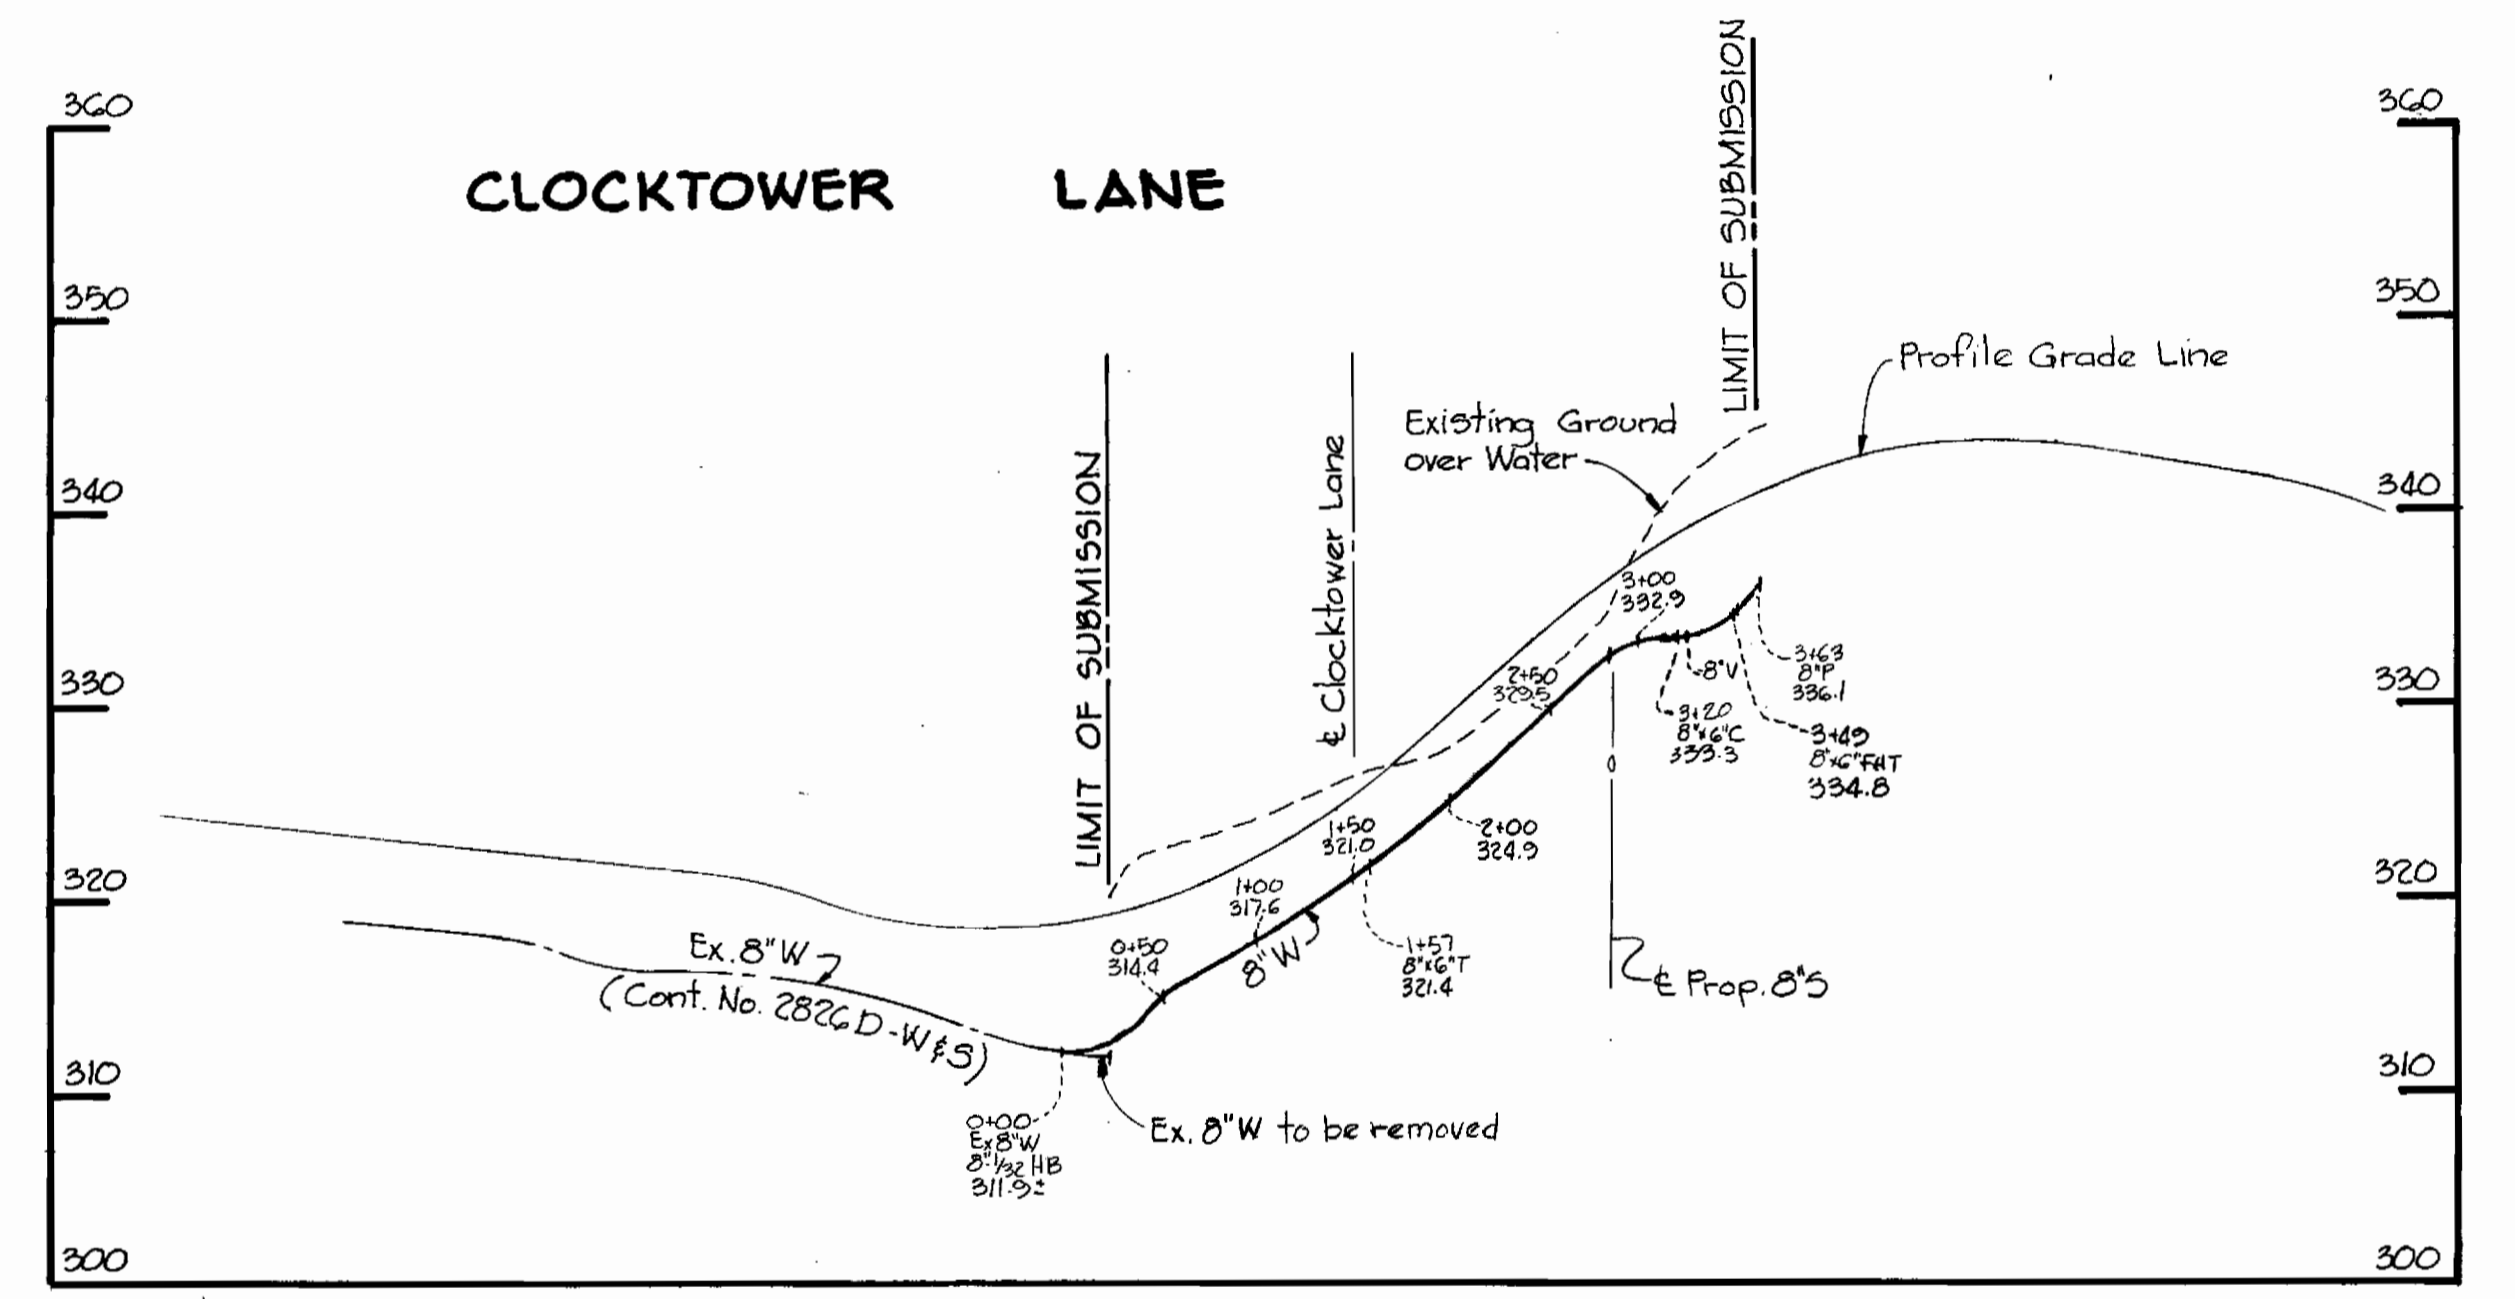 CLOCKTOWER LANE
360
350
340
330
320
310
300
360
350
340
330
320
310
300
LIMIT OF SUBMISSION
LIMIT OF SUBMISSION
℄ Clocktower Lane
Existing Ground
over Water
Profile Grade Line
Ex. 8"W
(Cont. No. 2826 D-W&S)
0+00
Ex 8"W
8"-1/32 HB
311.9±
Ex. 8"W to be removed
0+50
314.4
1+00
317.6
8"W
1+50
321.0
1+57
8"x6"T
321.4
2+00
324.9
2+50
329.5
3+00
332.9
8"V
3+20
8"x6"C
333.3
3+49
8"x6"FHT
334.8
3+63
8"P
336.1
℄ Prop. 8"S